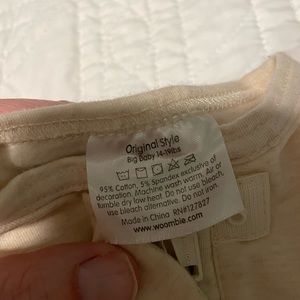 Original Style
Big Baby 14-19lbs
95% Cotton, 5% Spandex exclusive of
decoration. Machine wash warm. Air or
tumble dry low heat. Do not use bleach,
use bleach alternative. Do not iron.
Made in China RN#127827
www.woombie.com